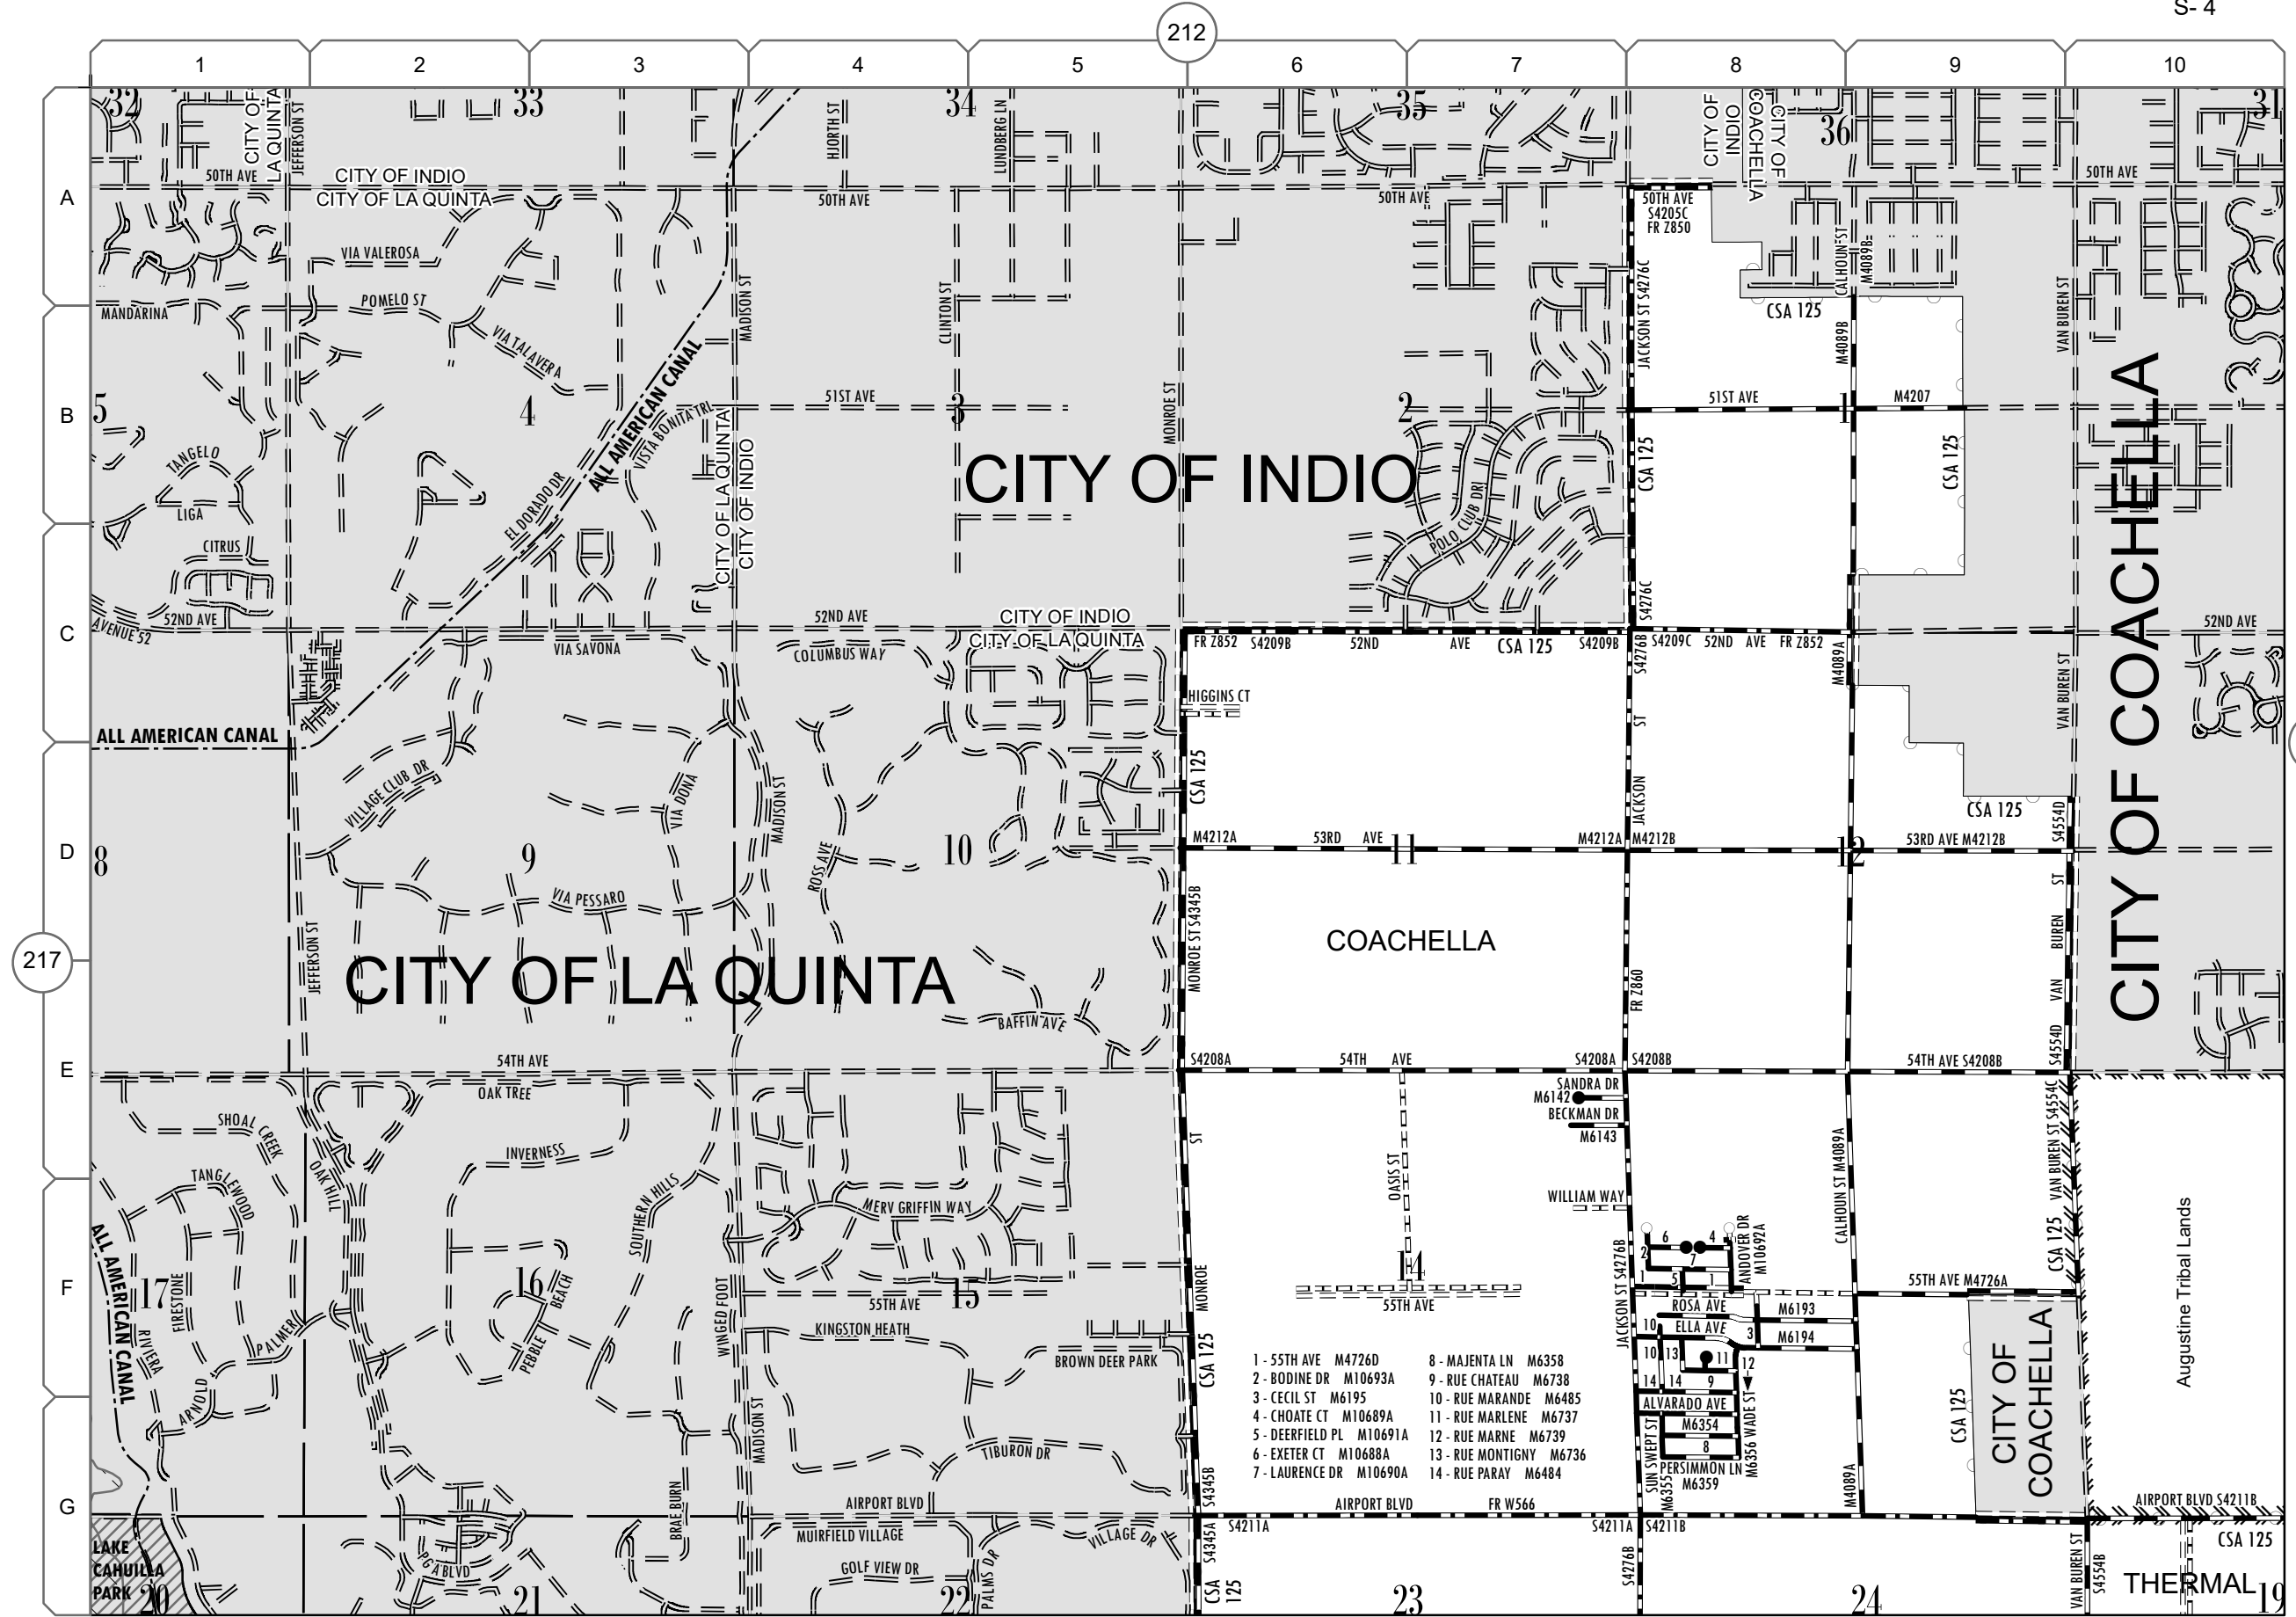 S- 4
212
1 2 3 4 5 6 7 8 9 10
32 33 34 35 36 31
CITY OF LA QUINTA
JEFFERSON ST
HJORTH ST
LUNDBERG LN
CITY OF INDIO
CITY OF COACHELLA
A
50TH AVE
CITY OF INDIO
CITY OF LA QUINTA
50TH AVE
50TH AVE
50TH AVE
S4205C
FR Z850
50TH AVE
VIA VALEROSA
CALHOUN ST
M4089B
JACKSON ST S4276C
MADISON ST
CLINTON ST
VAN BUREN ST
MANDARINA
POMELO ST
CSA 125
VIA TALAVERA
M4089B
B
5 4 3 2 1
ALL AMERICAN CANAL
VISTA BONITA TRL
51ST AVE
MONROE ST
51ST AVE
M4207
CITY OF LA QUINTA
CITY OF INDIO
CITY OF INDIO
CSA 125
CSA 125
CITY OF COACHELLA
TANGELO
LIGA
EL DORADO DR
POLO CLUB DRI
CITRUS
C
52ND AVE
AVENUE 52
S4276C
52ND AVE
CITY OF INDIO
CITY OF LA QUINTA
52ND AVE
VIA SAVONA
COLUMBUS WAY
FR Z852 S4209B 52ND AVE CSA 125 S4209B
S4209C 52ND AVE FR Z852
S4276B
M4089A
VAN BUREN ST
HIGGINS CT
ST
ALL AMERICAN CANAL
VILLAGE CLUB DR
VIA DONA
MADISON ST
CSA 125
JACKSON
CSA 125
S4554D
D
8 9 10 11 12
M4212A 53RD AVE M4212A
M4212B
53RD AVE M4212B
ROSS AVE
VIA PESSARO
MONROE ST S4345B
COACHELLA
ST
BUREN
VAN
217
JEFFERSON ST
CITY OF LA QUINTA
FR Z860
BAFFIN AVE
S4554D
E
54TH AVE
S4208A 54TH AVE S4208A
S4208B
54TH AVE S4208B
OAK TREE
SANDRA DR
M6142
BECKMAN DR
M6143
SHOAL CREEK
INVERNESS
ST
OASIS ST
CALHOUN ST M4089A
VAN BUREN ST S4554C
TANGLEWOOD
OAK HILL
SOUTHERN HILLS
MERV GRIFFIN WAY
WILLIAM WAY
ANDOVER DR
M10692A
CSA 125
Augustine Tribal Lands
ALL AMERICAN CANAL
F
17 16 15 14
6 4
2 7
1 5 1
FIRESTONE
BEACH
PEBBLE
WINGED FOOT
55TH AVE
MONROE
55TH AVE
JACKSON ST S4276B
55TH AVE M4726A
ROSA AVE
M6193
RIVIERA
PALMER
KINGSTON HEATH
BROWN DEER PARK
10 ELLA AVE 3 M6194
10 13 11 12
14 14 9
CSA 125
1 - 55TH AVE M4726D
2 - BODINE DR M10693A
3 - CECIL ST M6195
4 - CHOATE CT M10689A
5 - DEERFIELD PL M10691A
6 - EXETER CT M10688A
7 - LAURENCE DR M10690A
8 - MAJENTA LN M6358
9 - RUE CHATEAU M6738
10 - RUE MARANDE M6485
11 - RUE MARLENE M6737
12 - RUE MARNE M6739
13 - RUE MONTIGNY M6736
14 - RUE PARAY M6484
CITY OF COACHELLA
CSA 125
ARNOLD
MADISON ST
TIBURON DR
ALVARADO AVE
M6354
8
M6356 WADE ST
SUN SWEPT ST
M6355
PERSIMMON LN
M6359
S4345B
M4089A
G
BRAE BURN
AIRPORT BLVD
AIRPORT BLVD FR W566
AIRPORT BLVD S4211B
MUIRFIELD VILLAGE
VILLAGE DR
S4211A
S4211A
S4211B
CSA 125
LAKE
CAHUILLA
PARK
PGA BLVD
GOLF VIEW DR
PALMS DR
S4345A
CSA 125
S4276B
VAN BUREN ST
S4554B
THERMAL
20 21 22 23 24 19